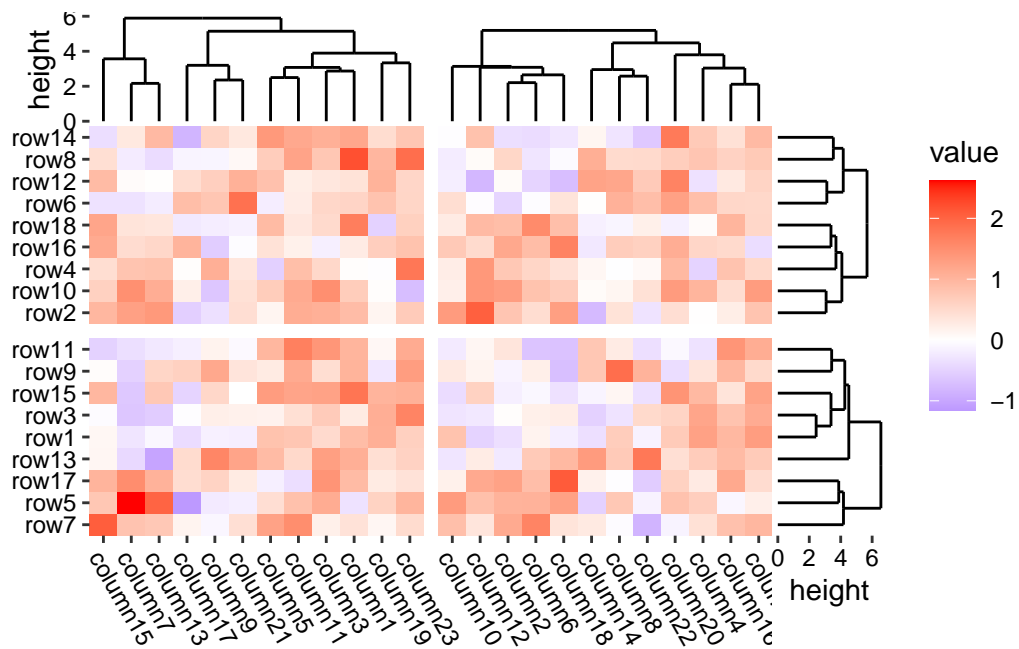 height
6
4
2
0
row14
row8
row12
row6
row18
row16
row4
row10
row2
row11
row9
row15
row3
row1
row13
row17
row5
row7
column15
column7
column13
column17
column9
column21
column5
column11
column3
column1
column19
column23
column10
column12
column2
column6
column18
column14
column8
column22
column20
column4
column16
0 2 4 6
height
value
2
1
0
−1